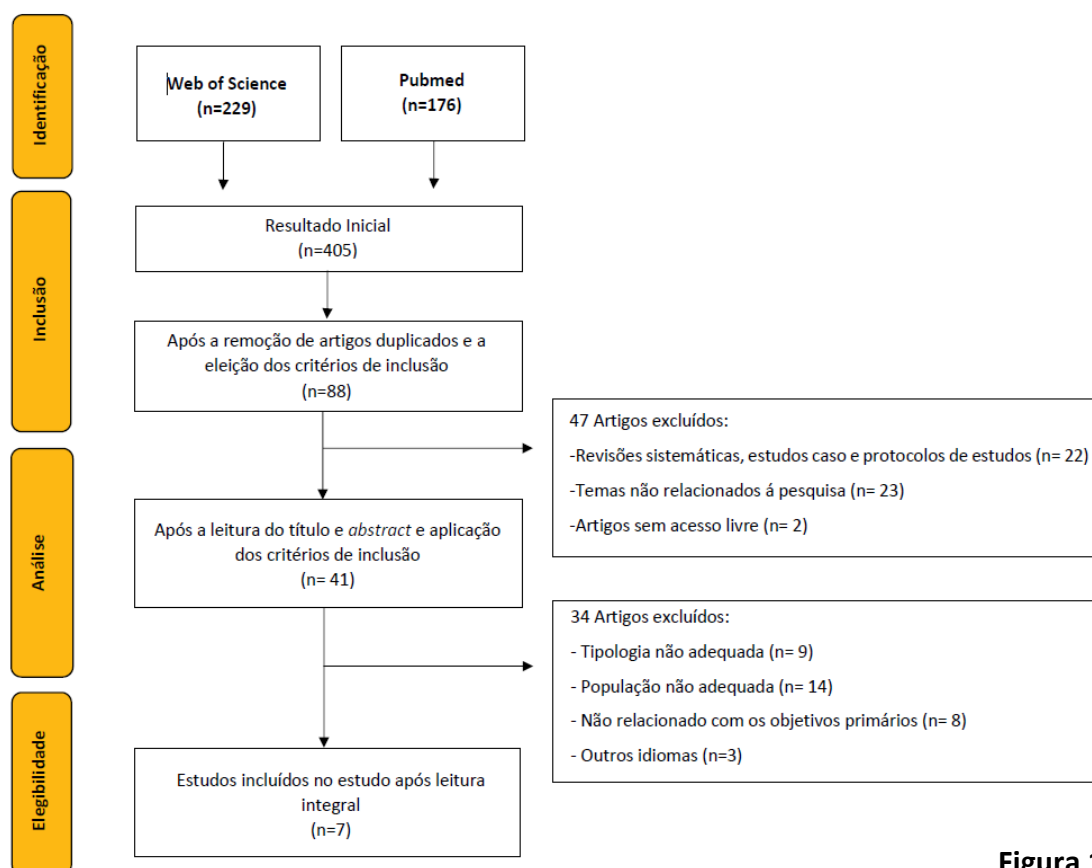 Identificação
Web of Science
(n=229)
Pubmed
(n=176)
Inclusão
Resultado Inicial
(n=405)
Após a remoção de artigos duplicados e a
eleição dos critérios de inclusão
(n=88)
47 Artigos excluídos:
-Revisões sistemáticas, estudos caso e protocolos de estudos (n= 22)
-Temas não relacionados á pesquisa (n= 23)
-Artigos sem acesso livre (n= 2)
Análise
Após a leitura do título e abstract e aplicação
dos critérios de inclusão
(n= 41)
34 Artigos excluídos:
- Tipologia não adequada (n= 9)
- População não adequada (n= 14)
- Não relacionado com os objetivos primários (n= 8)
- Outros idiomas (n=3)
Elegibilidade
Estudos incluídos no estudo após leitura
integral
(n=7)
Figura